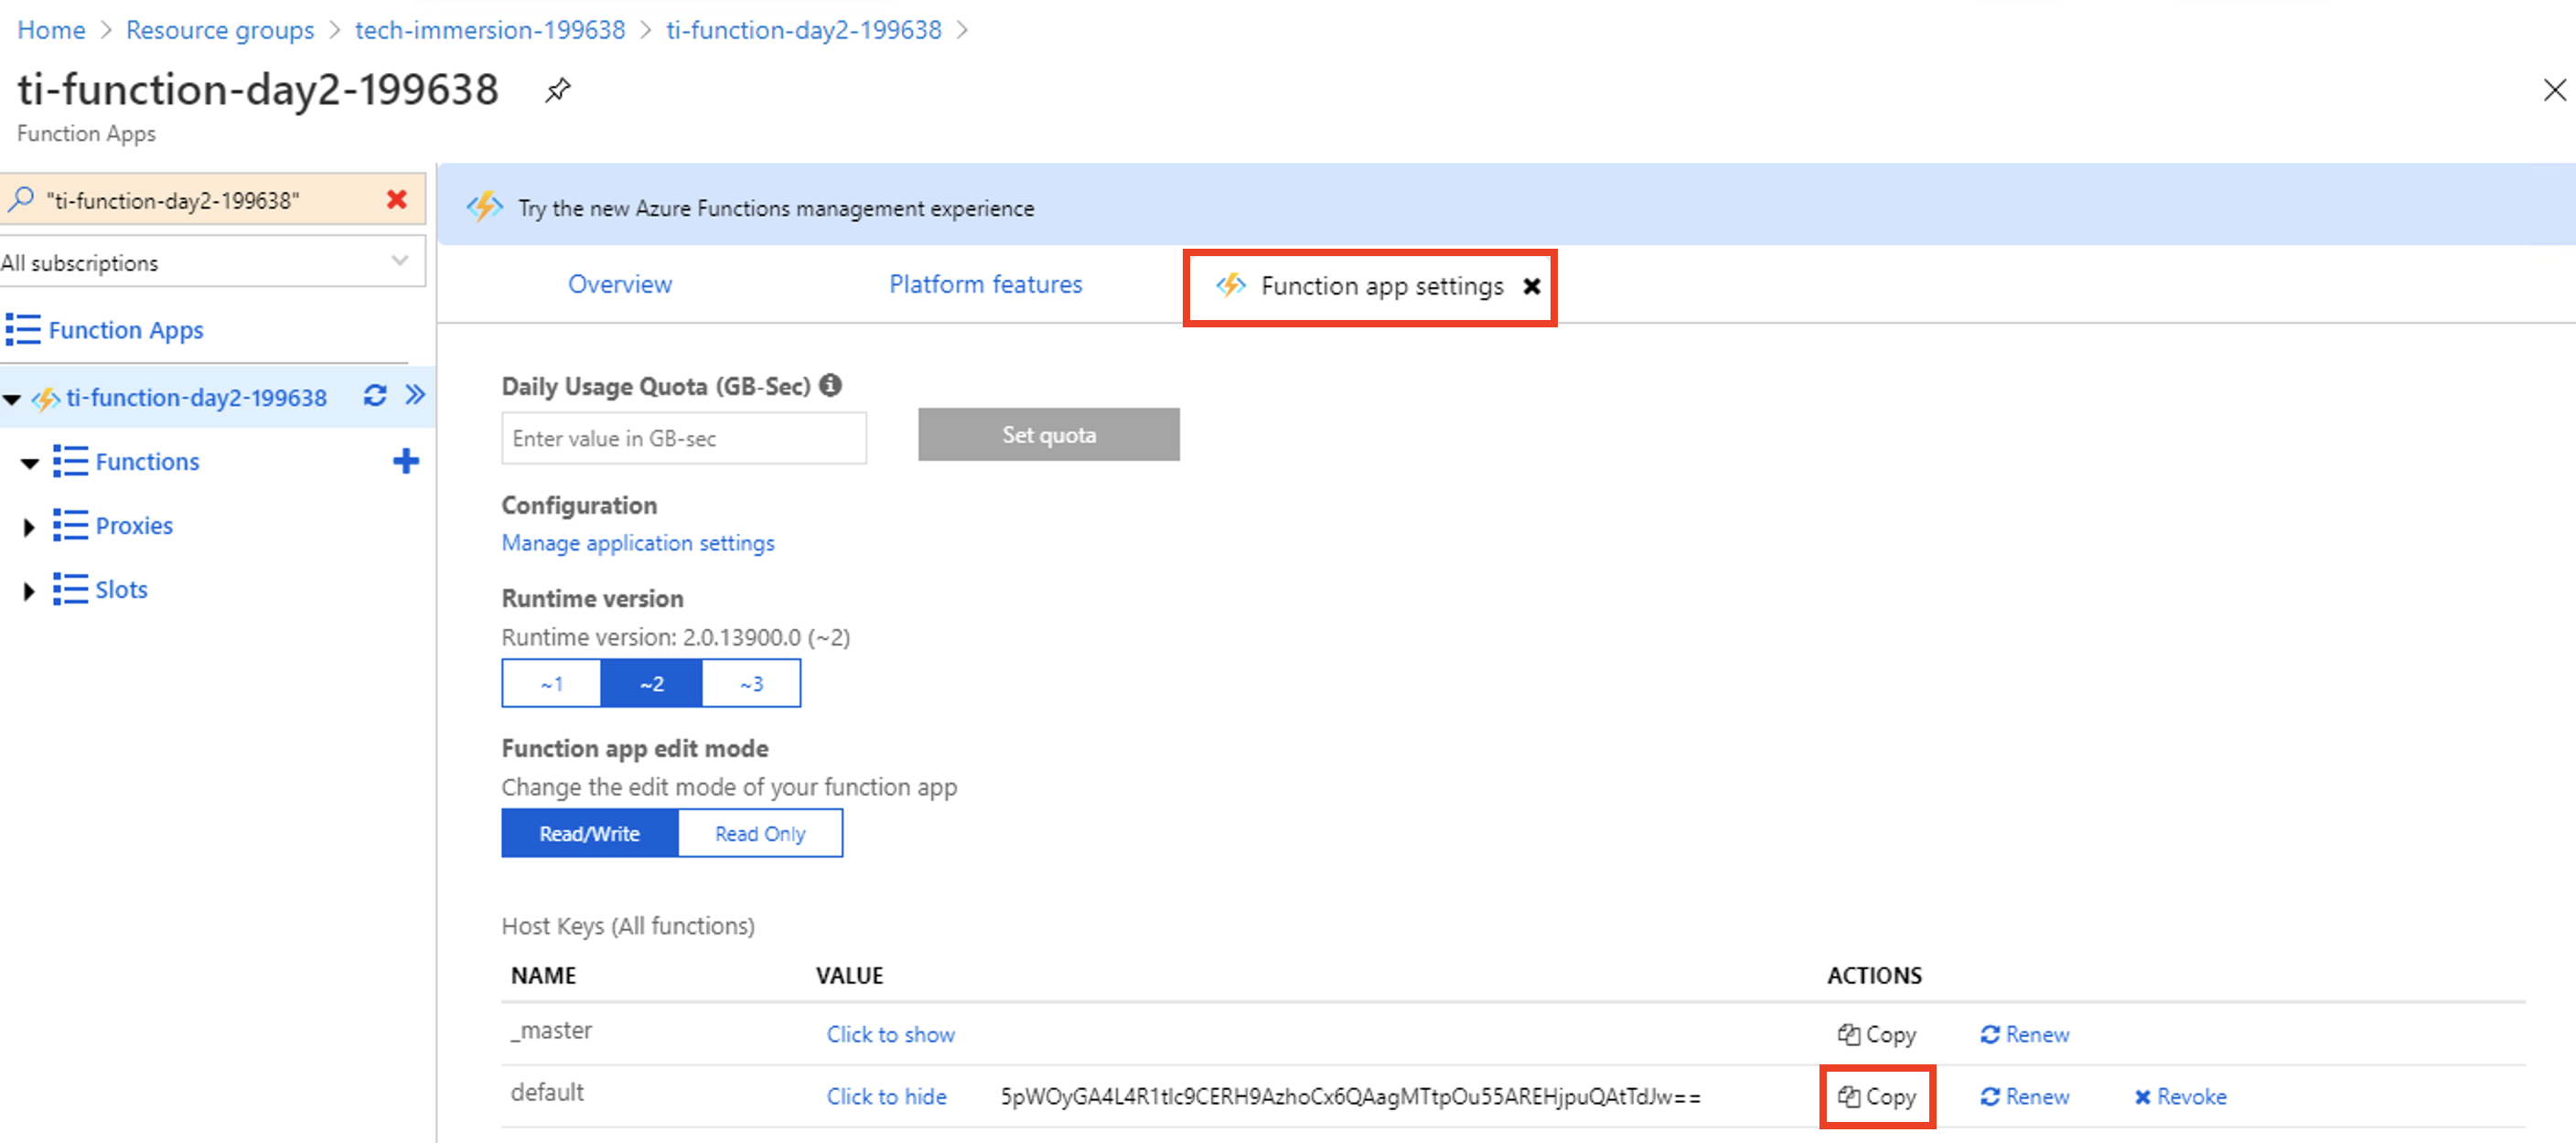 Home > Resource groups > tech-immersion-199638 > ti-function-day2-199638 >
ti-function-day2-199638
Function Apps
"ti-function-day2-199638"
All subscriptions
Function Apps
ti-function-day2-199638
Functions
Proxies
Slots
Try the new Azure Functions management experience
Overview Platform features Function app settings
Daily Usage Quota (GB-Sec)
Enter value in GB-sec Set quota
Configuration
Manage application settings
Runtime version
Runtime version: 2.0.13900.0 (~2)
~1 ~2 ~3
Function app edit mode
Change the edit mode of your function app
Read/Write Read Only
Host Keys (All functions)
NAME VALUE ACTIONS
_master Click to show Copy Renew
default Click to hide 5pWOyGA4L4R1tIc9CERH9AzhoCx6QAagMTtpOu55AREHjpuQAtTdJw== Copy Renew Revoke